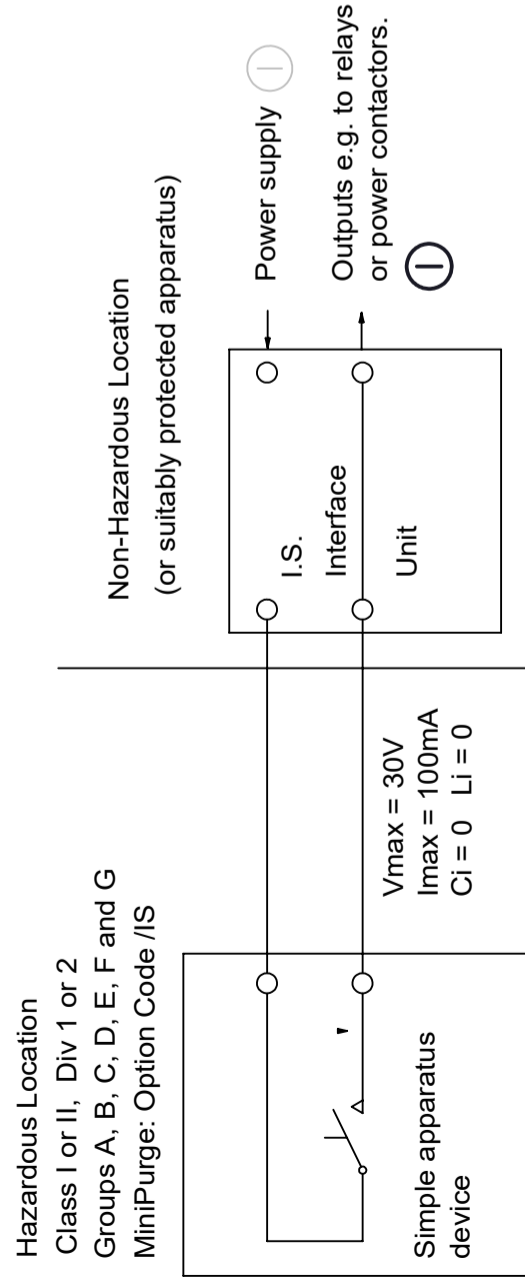 Hazardous Location
Class I or II, Div 1 or 2
Groups A, B, C, D, E, F and G
MiniPurge: Option Code /IS
Non-Hazardous Location
(or suitably protected apparatus)
Simple apparatus
device
Vmax = 30V
Imax = 100mA
Ci = 0 Li = 0
I.S.
Interface
Unit
Power supply
Outputs e.g. to relays
or power contactors.